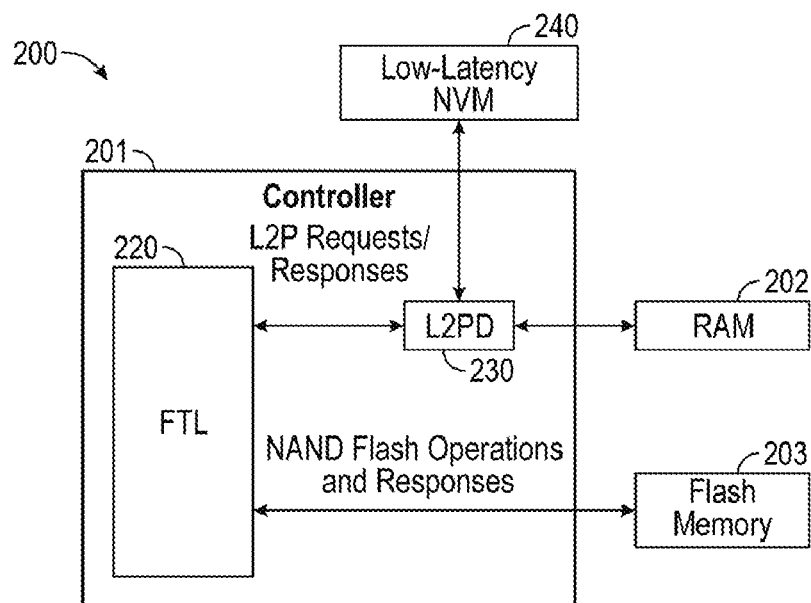 240
200
Low-Latency
NVM
201
Controller
L2P Requests/
Responses
220
202
L2PD
RAM
230
FTL
NAND Flash Operations
and Responses
203
Flash
Memory